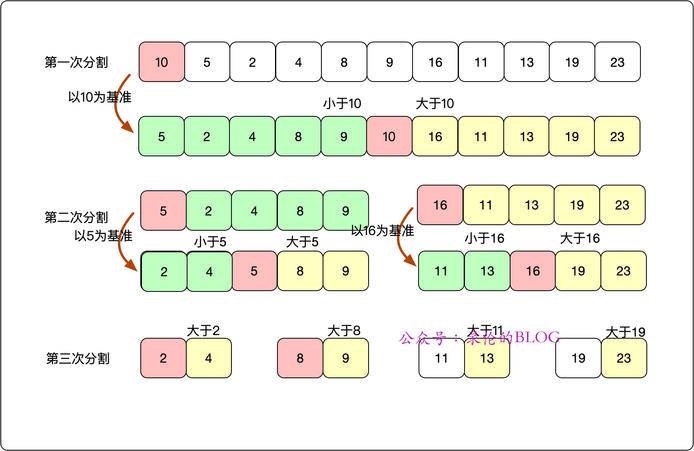 第一次分割 10 5 2 4 8 9 16 11 13 19 23
以10为基准
小于10 大于10
5 2 4 8 9 10 16 11 13 19 23
第二次分割 5 2 4 8 9 16 11 13 19 23
以5为基准 以16为基准
小于5 大于5 小于16 大于16
2 4 5 8 9 11 13 16 19 23
大于2 大于8 大于11 大于19
公众号：桑伦的BLOG
第三次分割 2 4 8 9 11 13 19 23